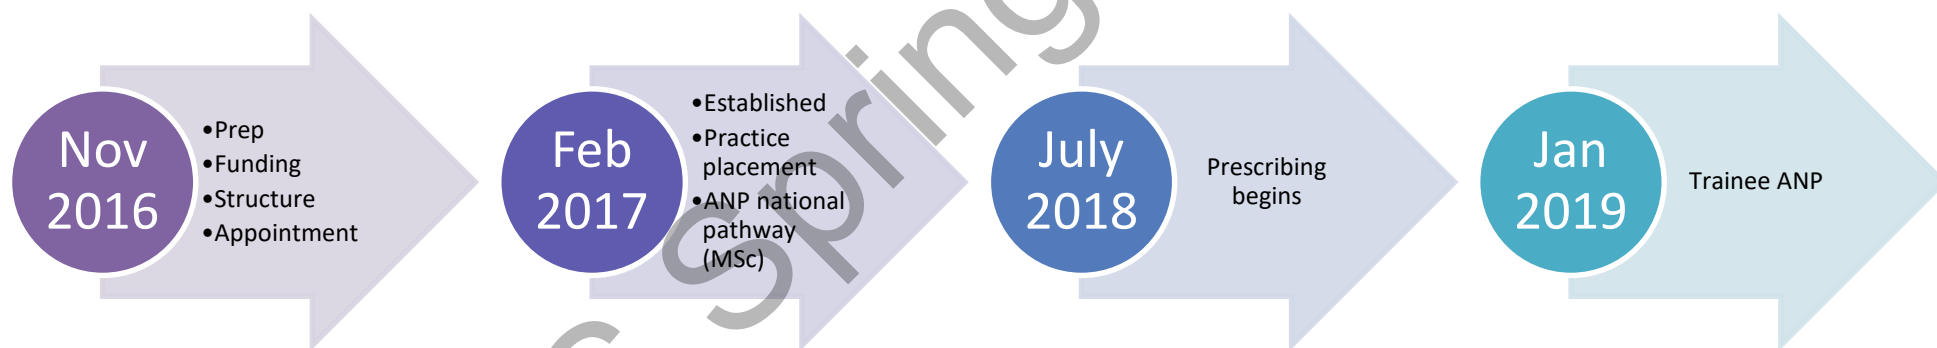 Nov
2016
•Prep
•Funding
•Structure
•Appointment
Feb
2017
•Established
•Practice
placement
•ANP national
pathway
(MSc)
July
2018
Prescribing
begins
Jan
2019
Trainee ANP
Spring